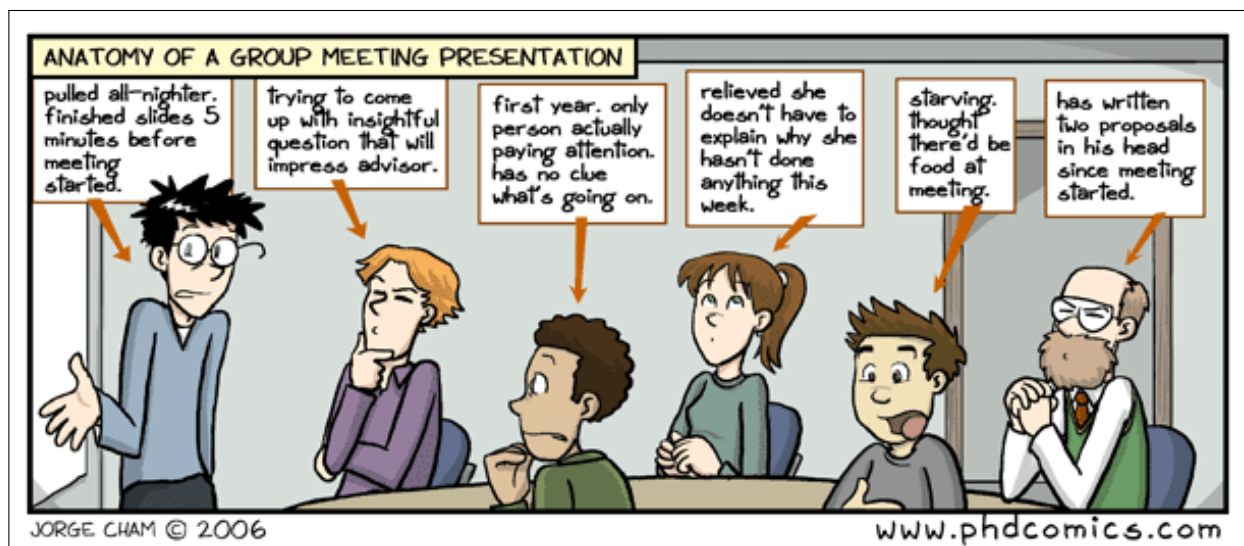 ANATOMY OF A GROUP MEETING PRESENTATION
pulled all-nighter.
finished slides 5
minutes before
meeting
started.
trying to come
up with insightful
question that will
impress advisor.
first year. only
person actually
paying attention.
has no clue
what's going on.
relieved she
doesn't have to
explain why she
hasn't done
anything this
week.
starving.
thought
there'd be
food at
meeting.
has written
two proposals
in his head
since meeting
started.
JORGE CHAM © 2006
www.phdcomics.com